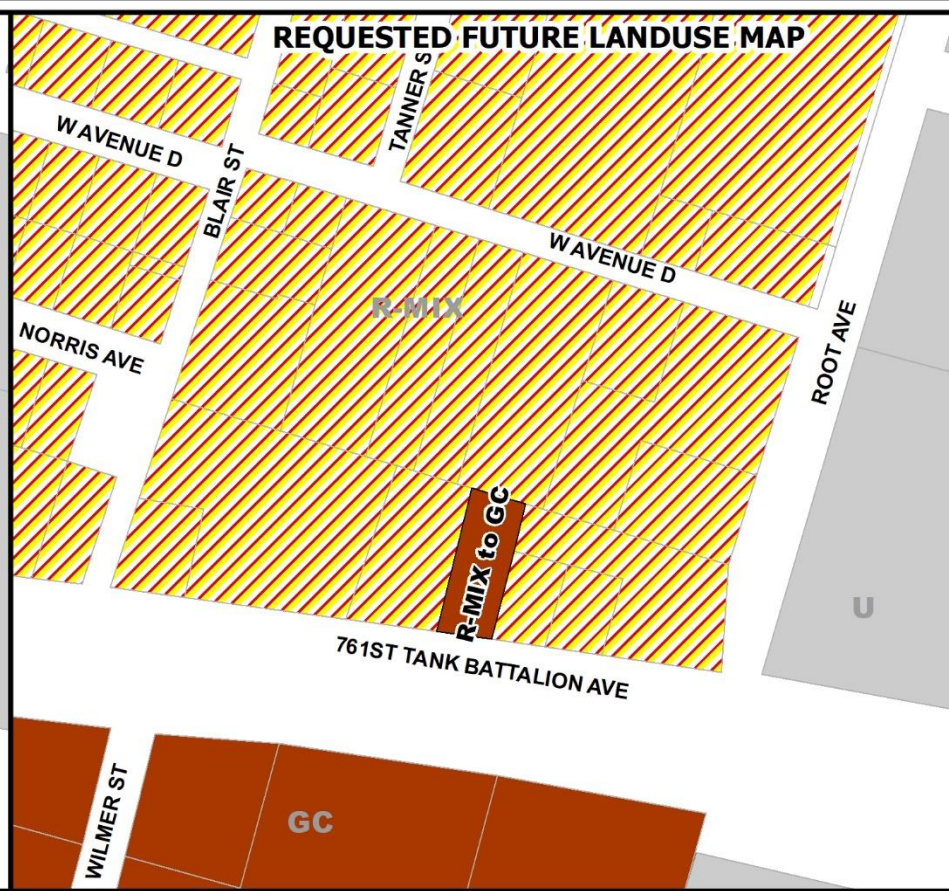 REQUESTED FUTURE LANDUSE MAP
TANNER S
W AVENUE D
BLAIR ST
W AVENUE D
R-MIX
NORRIS AVE
ROOT AVE
R-MIX to GC
U
761ST TANK BATTALION AVE
WILMER ST
GC